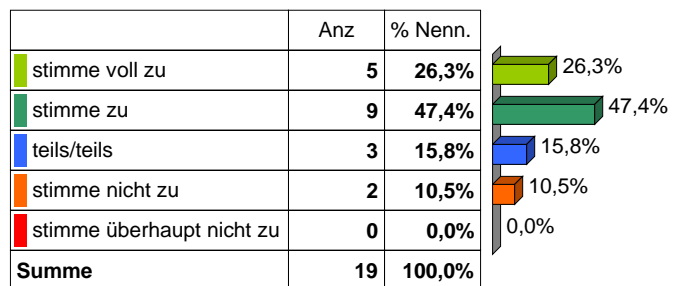 Anz % Nenn.
stimme voll zu 5 26,3% 26,3%
stimme zu 9 47,4% 47,4%
teils/teils 3 15,8% 15,8%
stimme nicht zu 2 10,5% 10,5%
stimme überhaupt nicht zu 0 0,0% 0,0%
Summe 19 100,0%